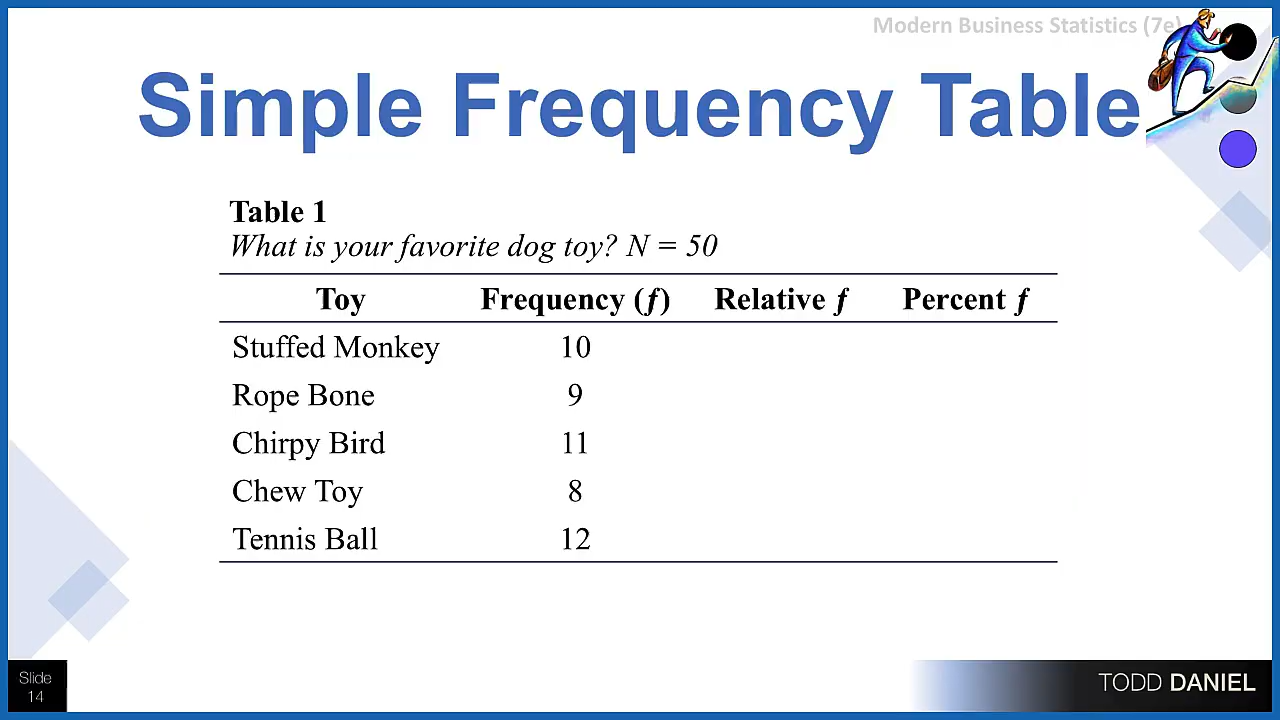 Modern Business Statistics (7e)
Simple Frequency Table
Table 1
What is your favorite dog toy? N = 50
Toy Frequency (ƒ) Relative ƒ Percent ƒ
Stuffed Monkey 10
Rope Bone 9
Chirpy Bird 11
Chew Toy 8
Tennis Ball 12
Slide
14
TODD DANIEL